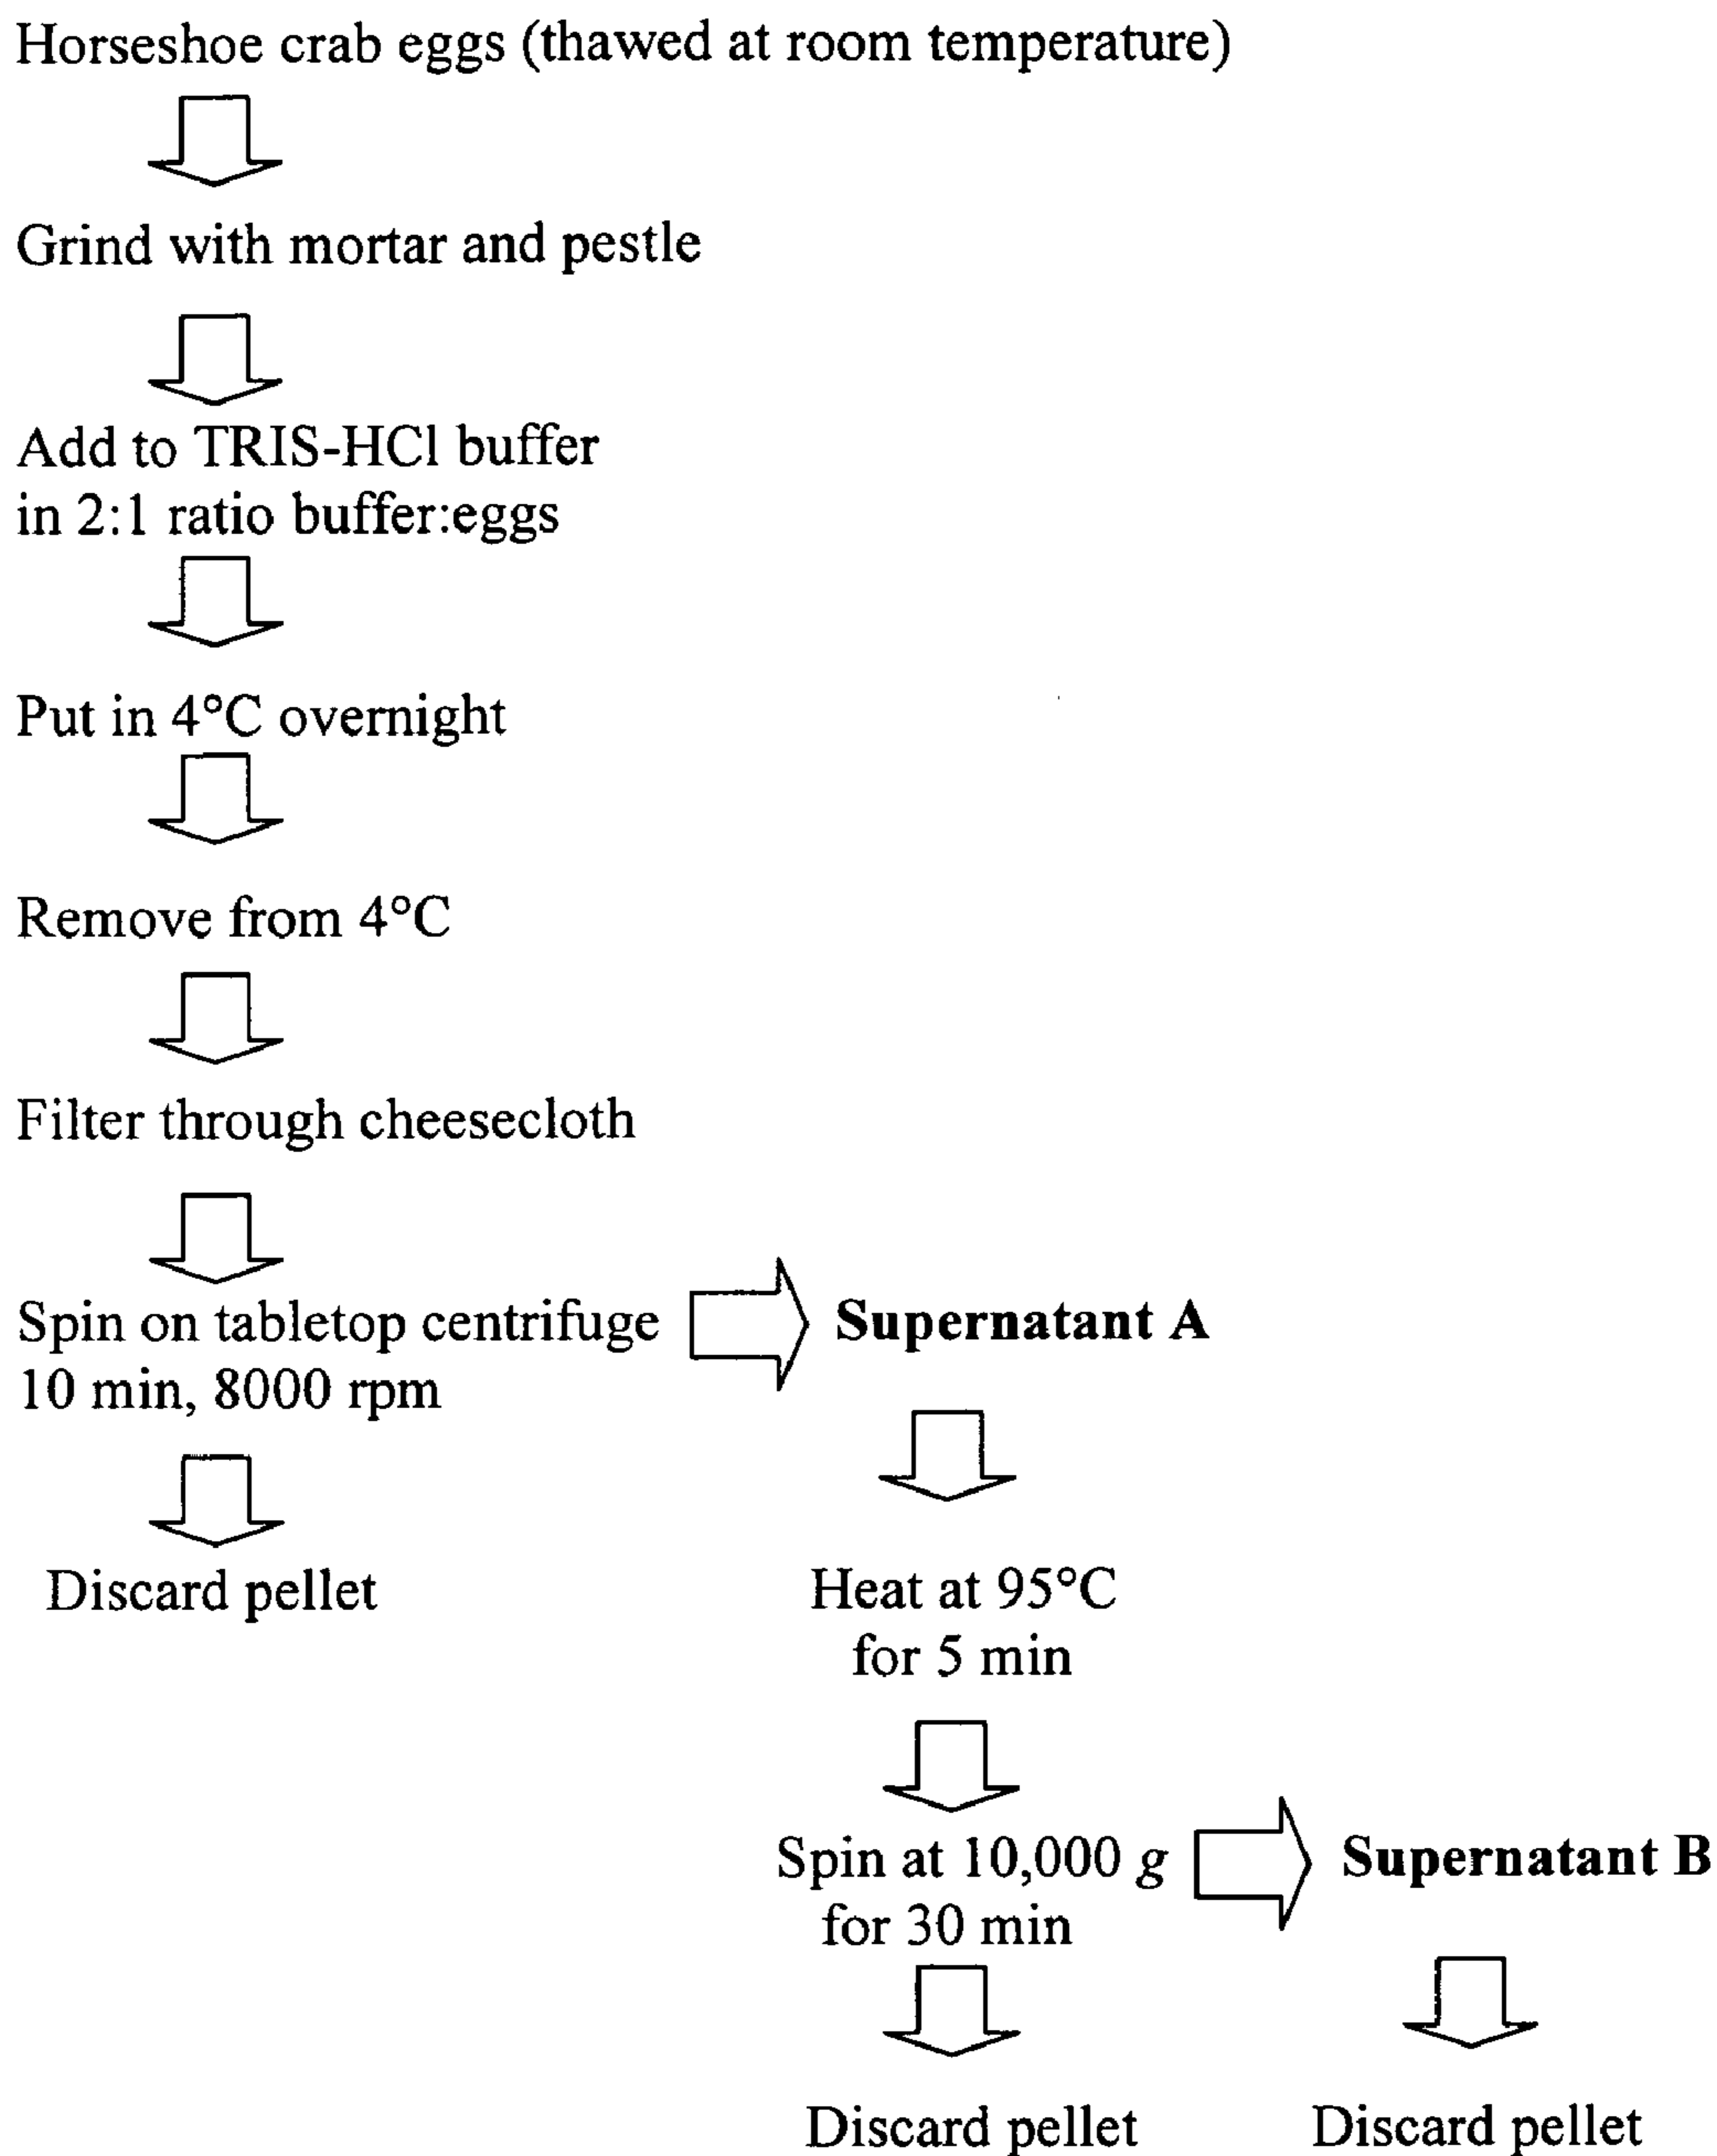 Horseshoe crab eggs (thawed at room temperature)
Grind with mortar and pestle
Add to TRIS-HCl buffer
in 2:1 ratio buffer:eggs
Put in 4°C overnight
Remove from 4°C
Filter through cheesecloth
Spin on tabletop centrifuge
10 min, 8000 rpm
Discard pellet
Supernatant A
Heat at 95°C
for 5 min
Spin at 10,000 g
for 30 min
Discard pellet
Supernatant B
Discard pellet